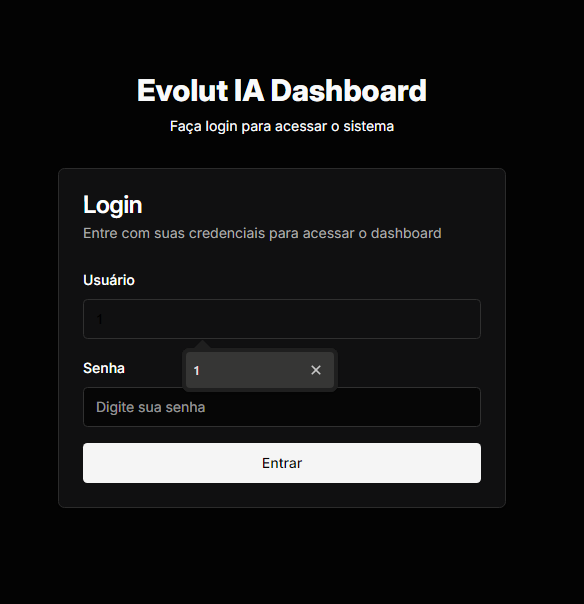 Evolut IA Dashboard
Faça login para acessar o sistema
Login
Entre com suas credenciais para acessar o dashboard
Usuário
1
Senha
1
Digite sua senha
Entrar